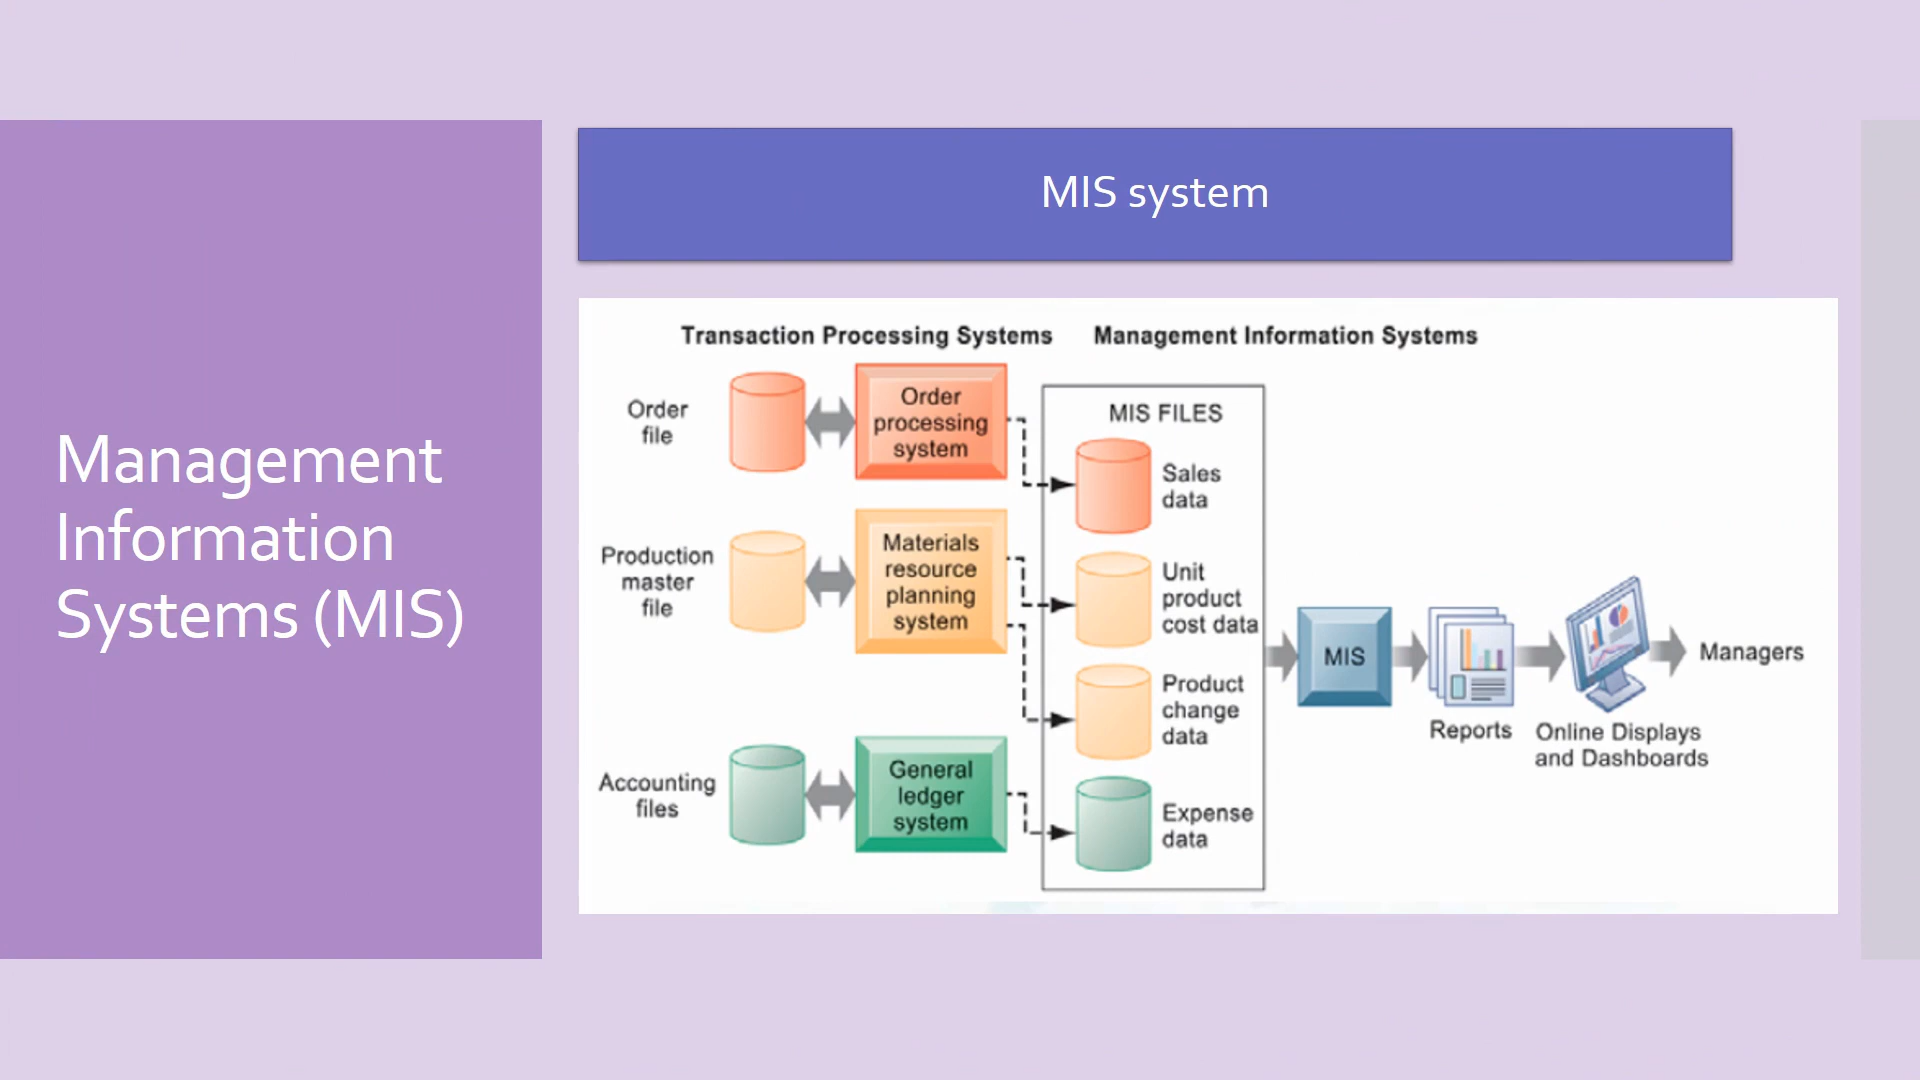 Management
Information
Systems (MIS)
MIS system
Transaction Processing Systems
Management Information Systems
Order
file
Order
processing
system
Production
master
file
Materials
resource
planning
system
Accounting
files
General
ledger
system
MIS FILES
Sales
data
Unit
product
cost data
Product
change
data
Expense
data
MIS
Reports
Online Displays
and Dashboards
Managers